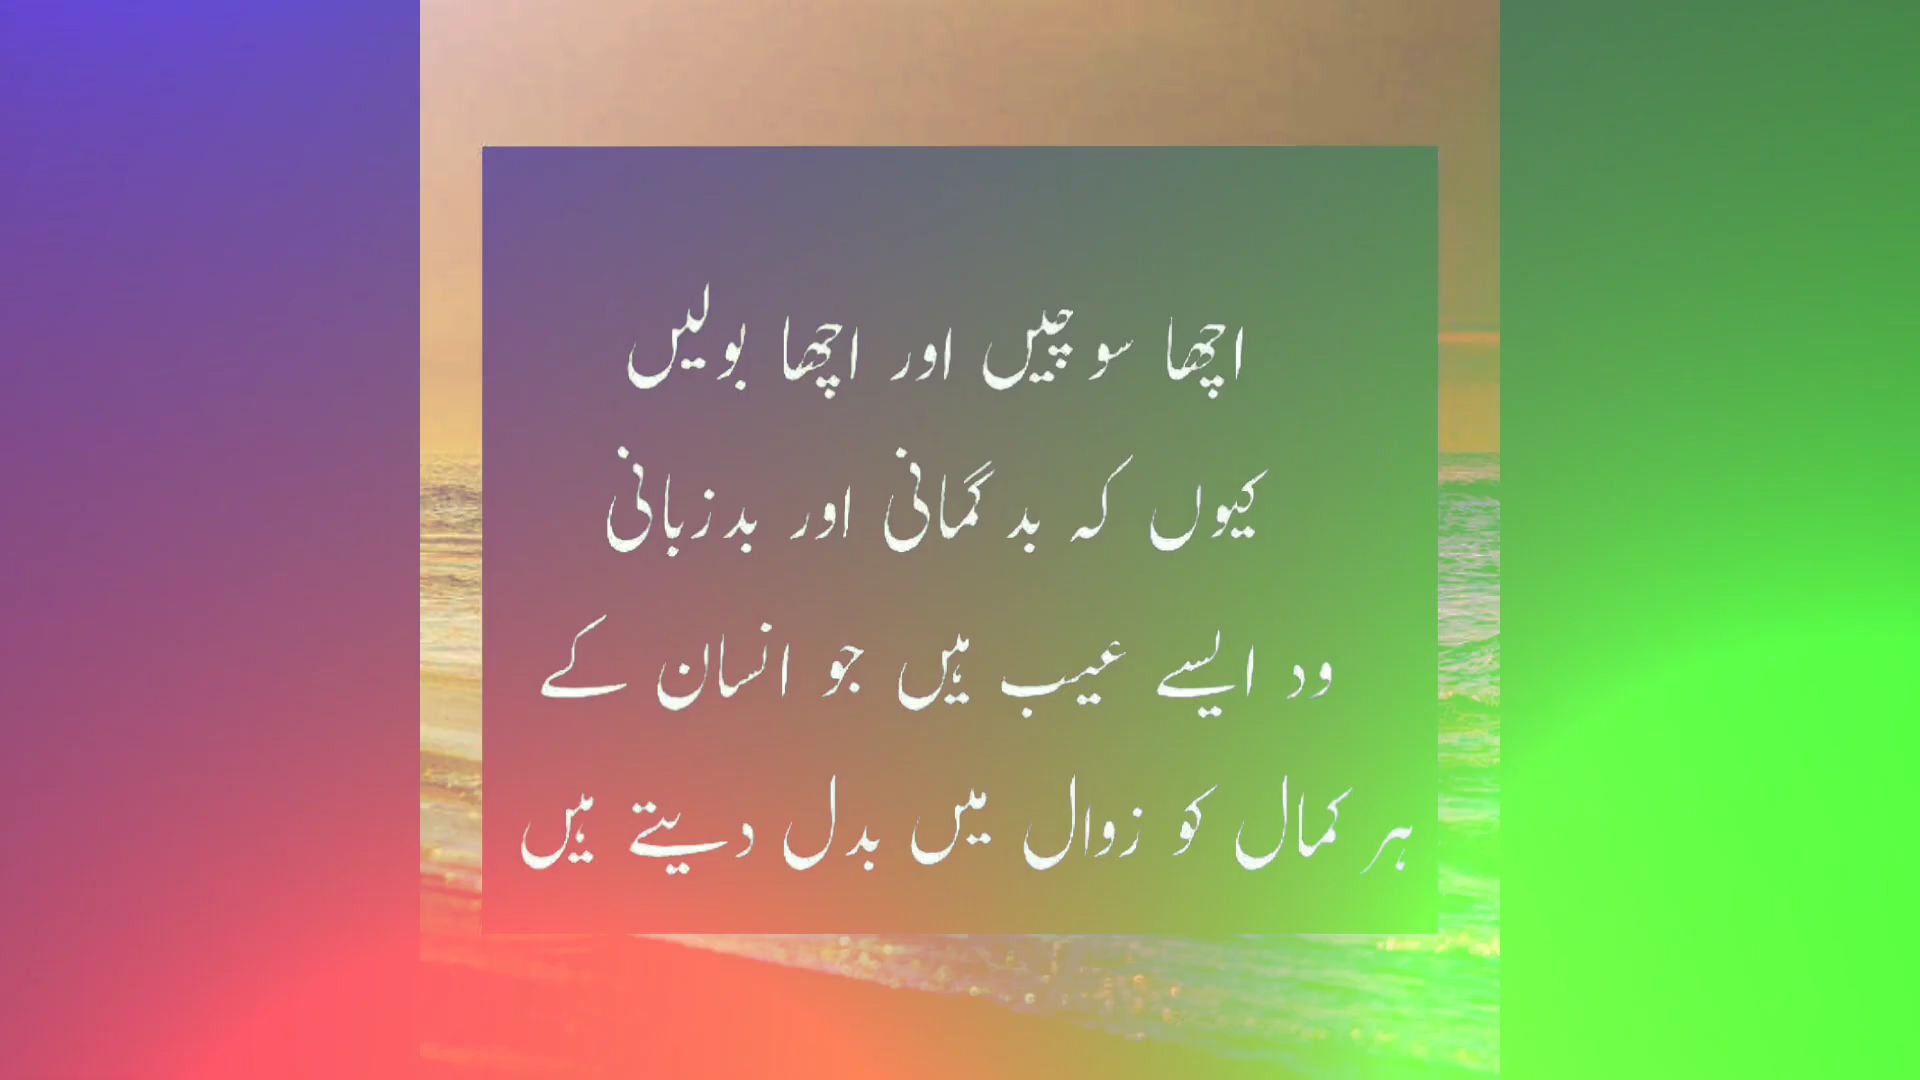 اچھا سوچیں اور اچھا بولیں
کیوں کہ بد گمانی اور بدزبانی
ود ایسے عیب ہیں جو انسان کے
ہر کمال کو زوال میں بدل دیتے ہیں